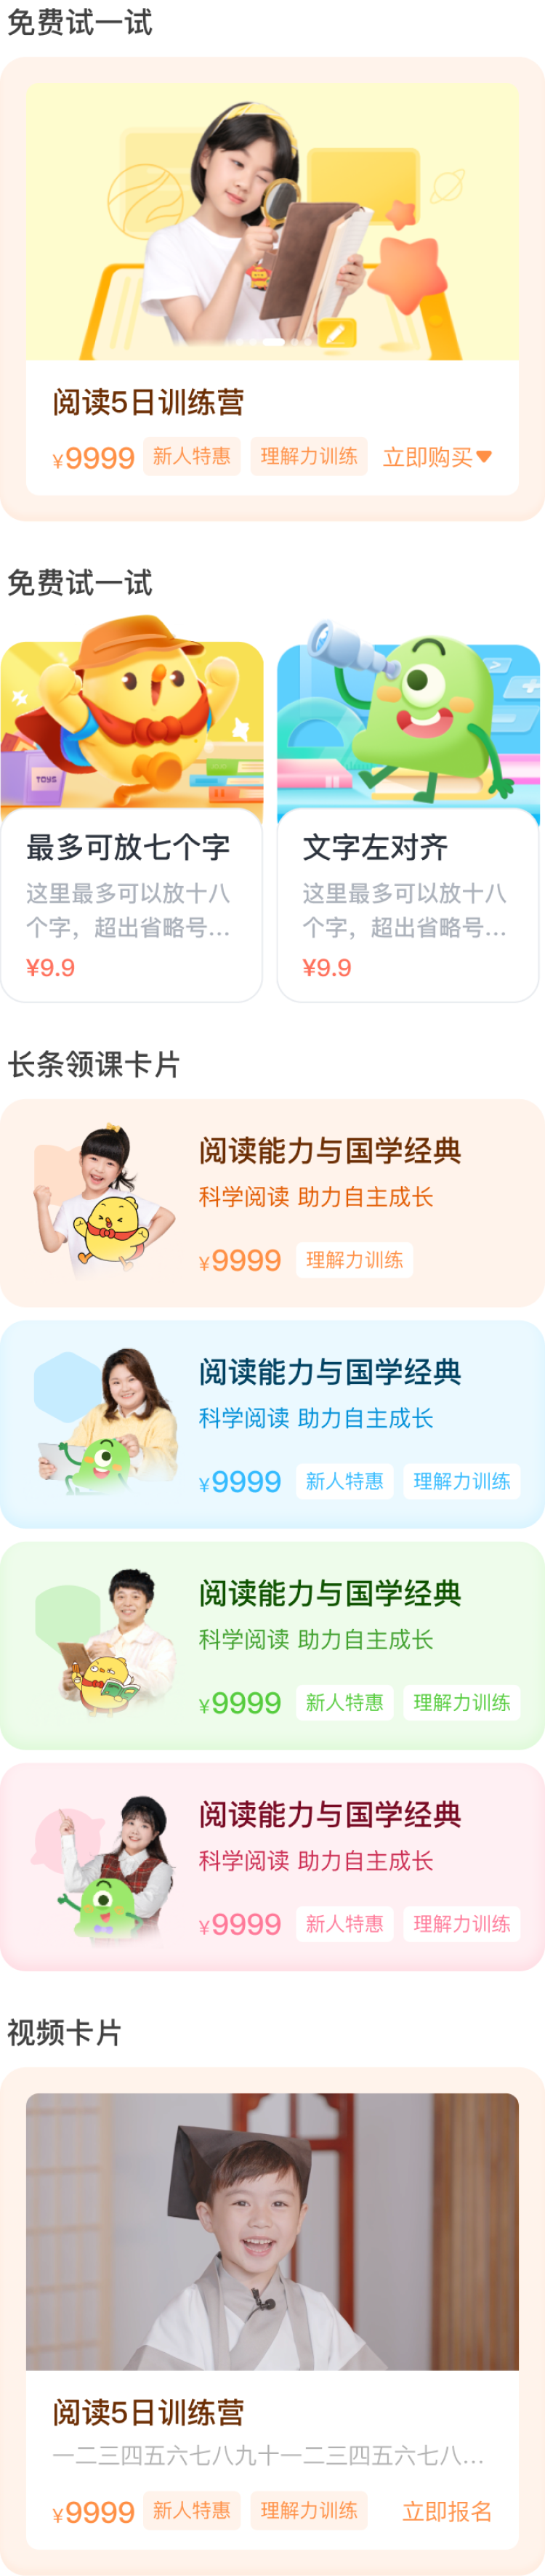 免费试一试
阅读5日训练营
¥9999 新人特惠 理解力训练 立即购买
免费试一试
TOYS
最多可放七个字
这里最多可以放十八
个字，超出省略号...
¥9.9
文字左对齐
这里最多可以放十八
个字，超出省略号...
¥9.9
长条领课卡片
阅读能力与国学经典
科学阅读 助力自主成长
¥9999 理解力训练
阅读能力与国学经典
科学阅读 助力自主成长
¥9999 新人特惠 理解力训练
阅读能力与国学经典
科学阅读 助力自主成长
¥9999 新人特惠 理解力训练
阅读能力与国学经典
科学阅读 助力自主成长
¥9999 新人特惠 理解力训练
视频卡片
阅读5日训练营
一二三四五六七八九十一二三四五六七八...
¥9999 新人特惠 理解力训练 立即报名